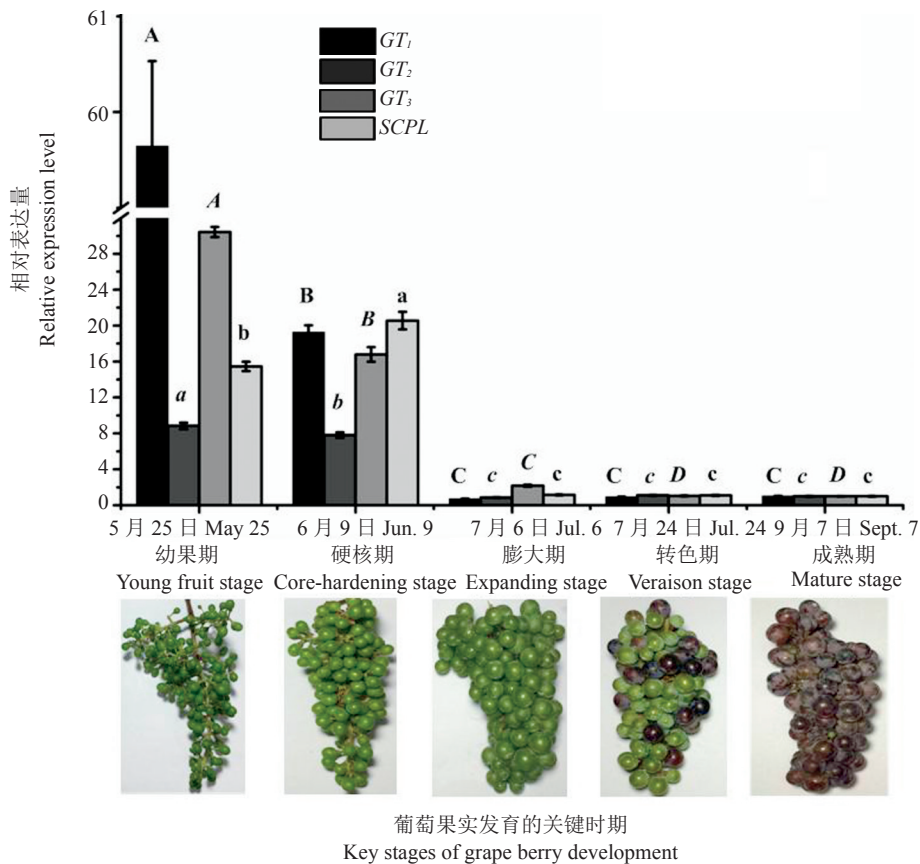 61
60
28
24
20
16
12
8
4
0
相对表达量
Relative expression level
GT₁
GT₂
GT₃
SCPL
A
a
A
b
B
b
B
a
C
c
C
c
C
c
D
c
C
c
D
c
5 月 25 日 May 25
6 月 9 日 Jun. 9
7 月 6 日 Jul. 6
7 月 24 日 Jul. 24
9 月 7 日 Sept. 7
幼果期
硬核期
膨大期
转色期
成熟期
Young fruit stage
Core-hardening stage
Expanding stage
Veraison stage
Mature stage
葡萄果实发育的关键时期
Key stages of grape berry development